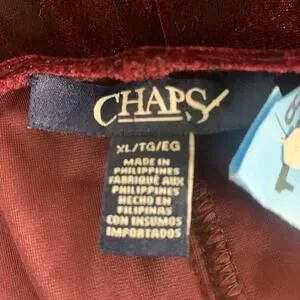 CHAPS
XL/TG/EG
MADE IN
PHILIPPINES
FABRIQUÉ AUX
PHILIPPINES
HECHO EN
FILIPINAS
CON INSUMOS
IMPORTADOS